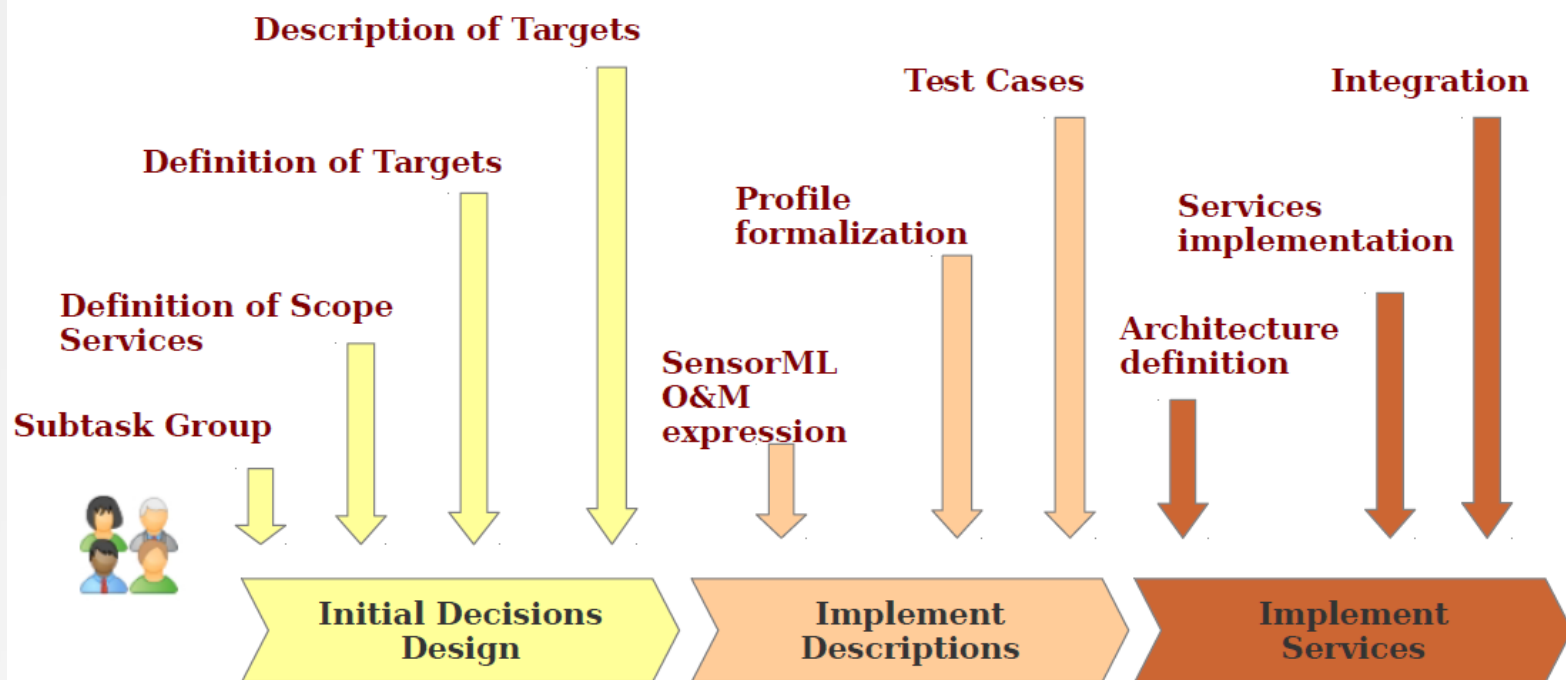 Description of Targets
Test Cases
Integration
Definition of Targets
Profile
formalization
Services
implementation
Definition of Scope
Services
Architecture
definition
SensorML
O&M
expression
Subtask Group
Initial Decisions
Design
Implement
Descriptions
Implement
Services